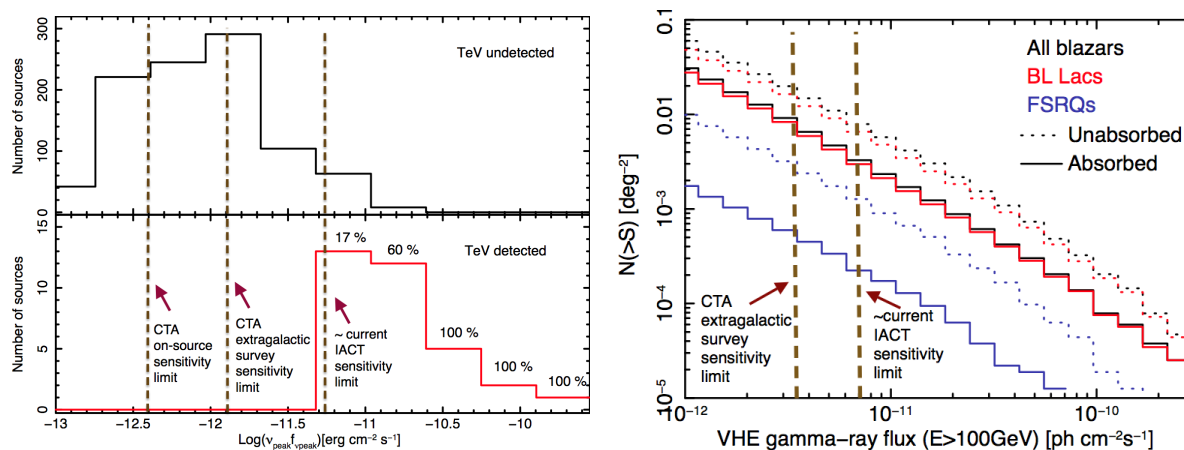 300
200
100
0
Number of sources
TeV undetected
15
10
5
0
Number of sources
TeV detected
17 %
60 %
100 %
100 %
100 %
CTA
on-source
sensitivity
limit
CTA
extragalactic
survey
sensitivity
limit
~ current
IACT
sensitivity
limit
-13
-12.5
-12
-11.5
-11
-10.5
-10
Log(νpeakfνpeak)[erg cm−2 s−1]
0.1
0.01
10−3
10−4
10−5
N(>S) [deg−2]
All blazars
BL Lacs
FSRQs
Unabsorbed
Absorbed
CTA
extragalactic
survey
sensitivity
limit
~current
IACT
sensitivity
limit
10−12
10−11
10−10
VHE gamma−ray flux (E>100GeV) [ph cm−2s−1]